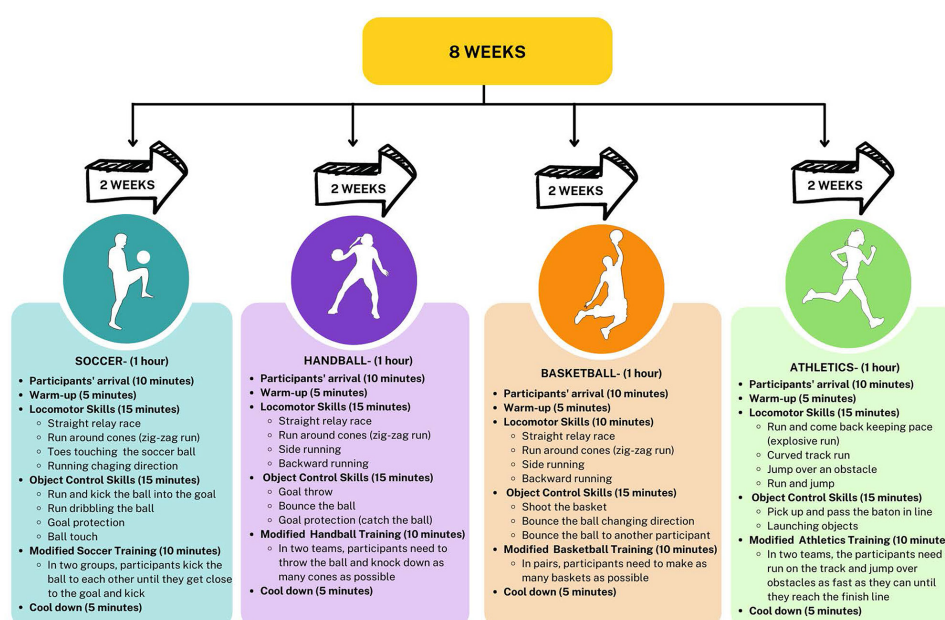 8 WEEKS
2 WEEKS
2 WEEKS
2 WEEKS
2 WEEKS
SOCCER- (1 hour)
• Participants' arrival (10 minutes)
• Warm-up (5 minutes)
• Locomotor Skills (15 minutes)
◦ Straight relay race
◦ Run around cones (zig-zag run)
◦ Toes touching the soccer ball
◦ Running chaging direction
• Object Control Skills (15 minutes)
◦ Run and kick the ball into the goal
◦ Run dribbling the ball
◦ Goal protection
◦ Ball touch
• Modified Soccer Training (10 minutes)
◦ In two groups, participants kick the
ball to each other until they get close
to the goal and kick
• Cool down (5 minutes)
HANDBALL- (1 hour)
• Participants' arrival (10 minutes)
• Warm-up (5 minutes)
• Locomotor Skills (15 minutes)
◦ Straight relay race
◦ Run around cones (zig-zag run)
◦ Side running
◦ Backward running
• Object Control Skills (15 minutes)
◦ Goal throw
◦ Bounce the ball
◦ Goal protection (catch the ball)
• Modified Handball Training (10 minutes)
◦ In two teams, participants need to
throw the ball and knock down as
many cones as possible
• Cool down (5 minutes)
BASKETBALL- (1 hour)
• Participants' arrival (10 minutes)
• Warm-up (5 minutes)
• Locomotor Skills (10 minutes)
◦ Straight relay race
◦ Run around cones (zig-zag run)
◦ Side running
◦ Backward running
• Object Control Skills (15 minutes)
◦ Shoot the basket
◦ Bounce the ball changing direction
◦ Bounce the ball to another participant
• Modified Basketball Training (10 minutes)
◦ In pairs, participants need to make as
many baskets as possible
• Cool down (5 minutes)
ATHLETICS- (1 hour)
• Participants' arrival (10 minutes)
• Warm-up (5 minutes)
• Locomotor Skills (15 minutes)
◦ Run and come back keeping pace
(explosive run)
◦ Curved track run
◦ Jump over an obstacle
◦ Run and jump
• Object Control Skills (15 minutes)
◦ Pick up and pass the baton in line
◦ Launching objects
• Modified Athletics Training (10 minute
◦ In two teams, the participants need
run on the track and jump over
obstacles as fast as they can until
they reach the finish line
• Cool down (5 minutes)